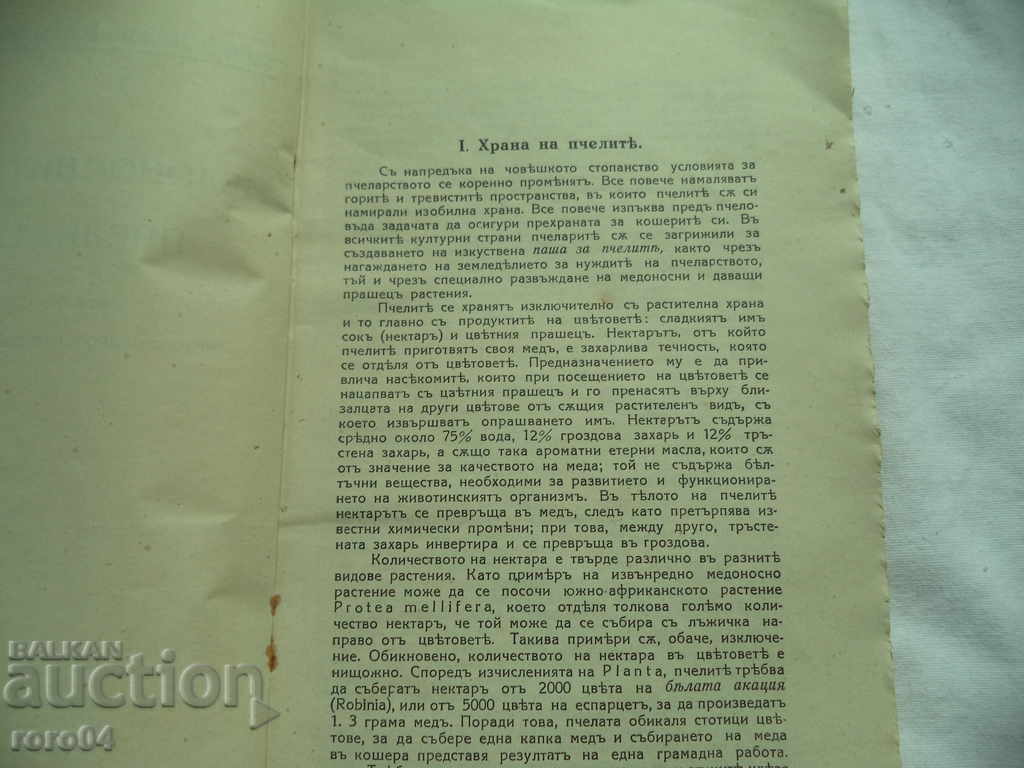 I. Храна на пчелитѣ.
Съ напредъка на човѣшкото стопанство условията за
пчеларството се коренно промѣнятъ. Все повече намаляватъ
горитѣ и тревиститѣ пространства, въ които пчелитѣ сѫ си
намирали изобилна храна. Все повече изпъква предъ пчело-
въда задачата да осигури прехраната за кошеритѣ си. Въ
всичкитѣ културни страни пчеларитѣ сѫ се загрижили за
създаването на изкуствена паша за пчелитѣ, както чрезъ
нагаждането на земледѣлието за нуждитѣ на пчеларството,
тъй и чрезъ специално развъждане на медоносни и даващи
прашецъ растения.
Пчелитѣ се хранятъ изключително съ растителна храна
и то главно съ продуктитѣ на цвѣтоветѣ: сладкиятъ имъ
сокъ (нектаръ) и цвѣтния прашецъ. Нектарътъ, отъ който
пчелитѣ приготвятъ своя медъ, е захарлива течность, която
се отдѣля отъ цвѣтоветѣ. Предназначението му е да при-
влича насѣкомитѣ, които при посещението на цвѣтоветѣ се
нацапватъ съ цвѣтния прашецъ и го пренасятъ върху бли-
залцата на други цвѣтове отъ сѫщия растителенъ видъ, съ
което извършватъ опрашването имъ. Нектарътъ съдържа
срѣдно около 75% вода, 12% гроздова захарь и 12% тръ-
стена захарь, а сѫщо така ароматни етерни масла, които сѫ
отъ значение за качеството на меда; той не съдържа бѣл-
тъчни вещества, необходими за развитието и функционира-
нето на животинскиятъ организмъ. Въ тѣлото на пчелитѣ
нектарътъ се превръща въ медъ, следъ като претърпява из-
вестни химически промѣни; при това, между друго, тръсте-
ната захарь инвертира и се превръща въ гроздова.
Количеството на нектара е твърде различно въ разнитѣ
видове растения. Като примѣръ на извънредно медоносно
растение може да се посочи южно-африканското растение
Protea mellifera, което отдѣля толкова голѣмо коли-
чество нектаръ, че той може да се събира съ лъжичка на-
право отъ цвѣтоветѣ. Такива примѣри сѫ, обаче, изключе-
ние. Обикновено, количеството на нектара въ цвѣтоветѣ е
нищожно. Споредъ изчисленията на Planta, пчелитѣ трѣбва
да събератъ нектаръ отъ 2000 цвѣта на бѣлата акация
(Robinia), или отъ 5000 цвѣта на еспарцетъ, за да произведатъ
1. 3 грама медъ. Поради това, пчелата обикаля стотици цвѣ-
тове, за да събере една капка медъ и събирането на меда
въ кошера представя резултатъ на една грамадна работа.
BALKAN
auction
roro04